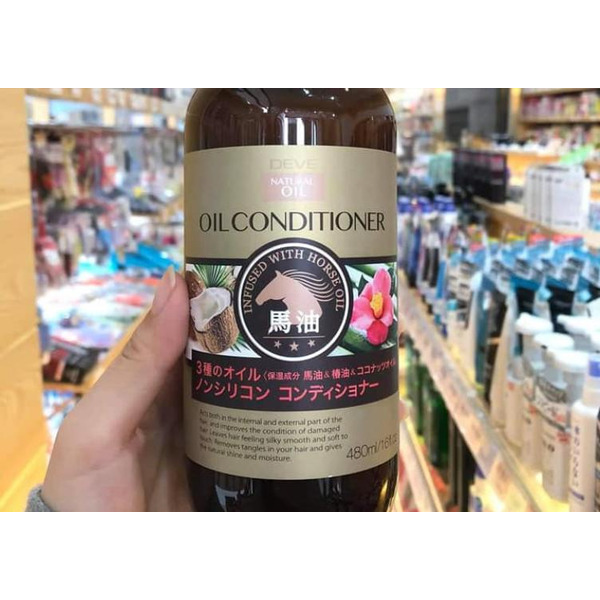 DEVE
NATURAL
OIL
OIL CONDITIONER
INFUSED WITH HORSE OIL
馬油
3種のオイル〈保湿成分 馬油&椿油&ココナッツオイル
ノンシリコン コンディショナー
Acts both in the internal and external part of the
hair, and improves the condition of damaged
hair. Leaves hair feeling silky smooth and soft to
touch. Removes tangles in your hair and gives
the natural shine and moisture.
480ml/16fl